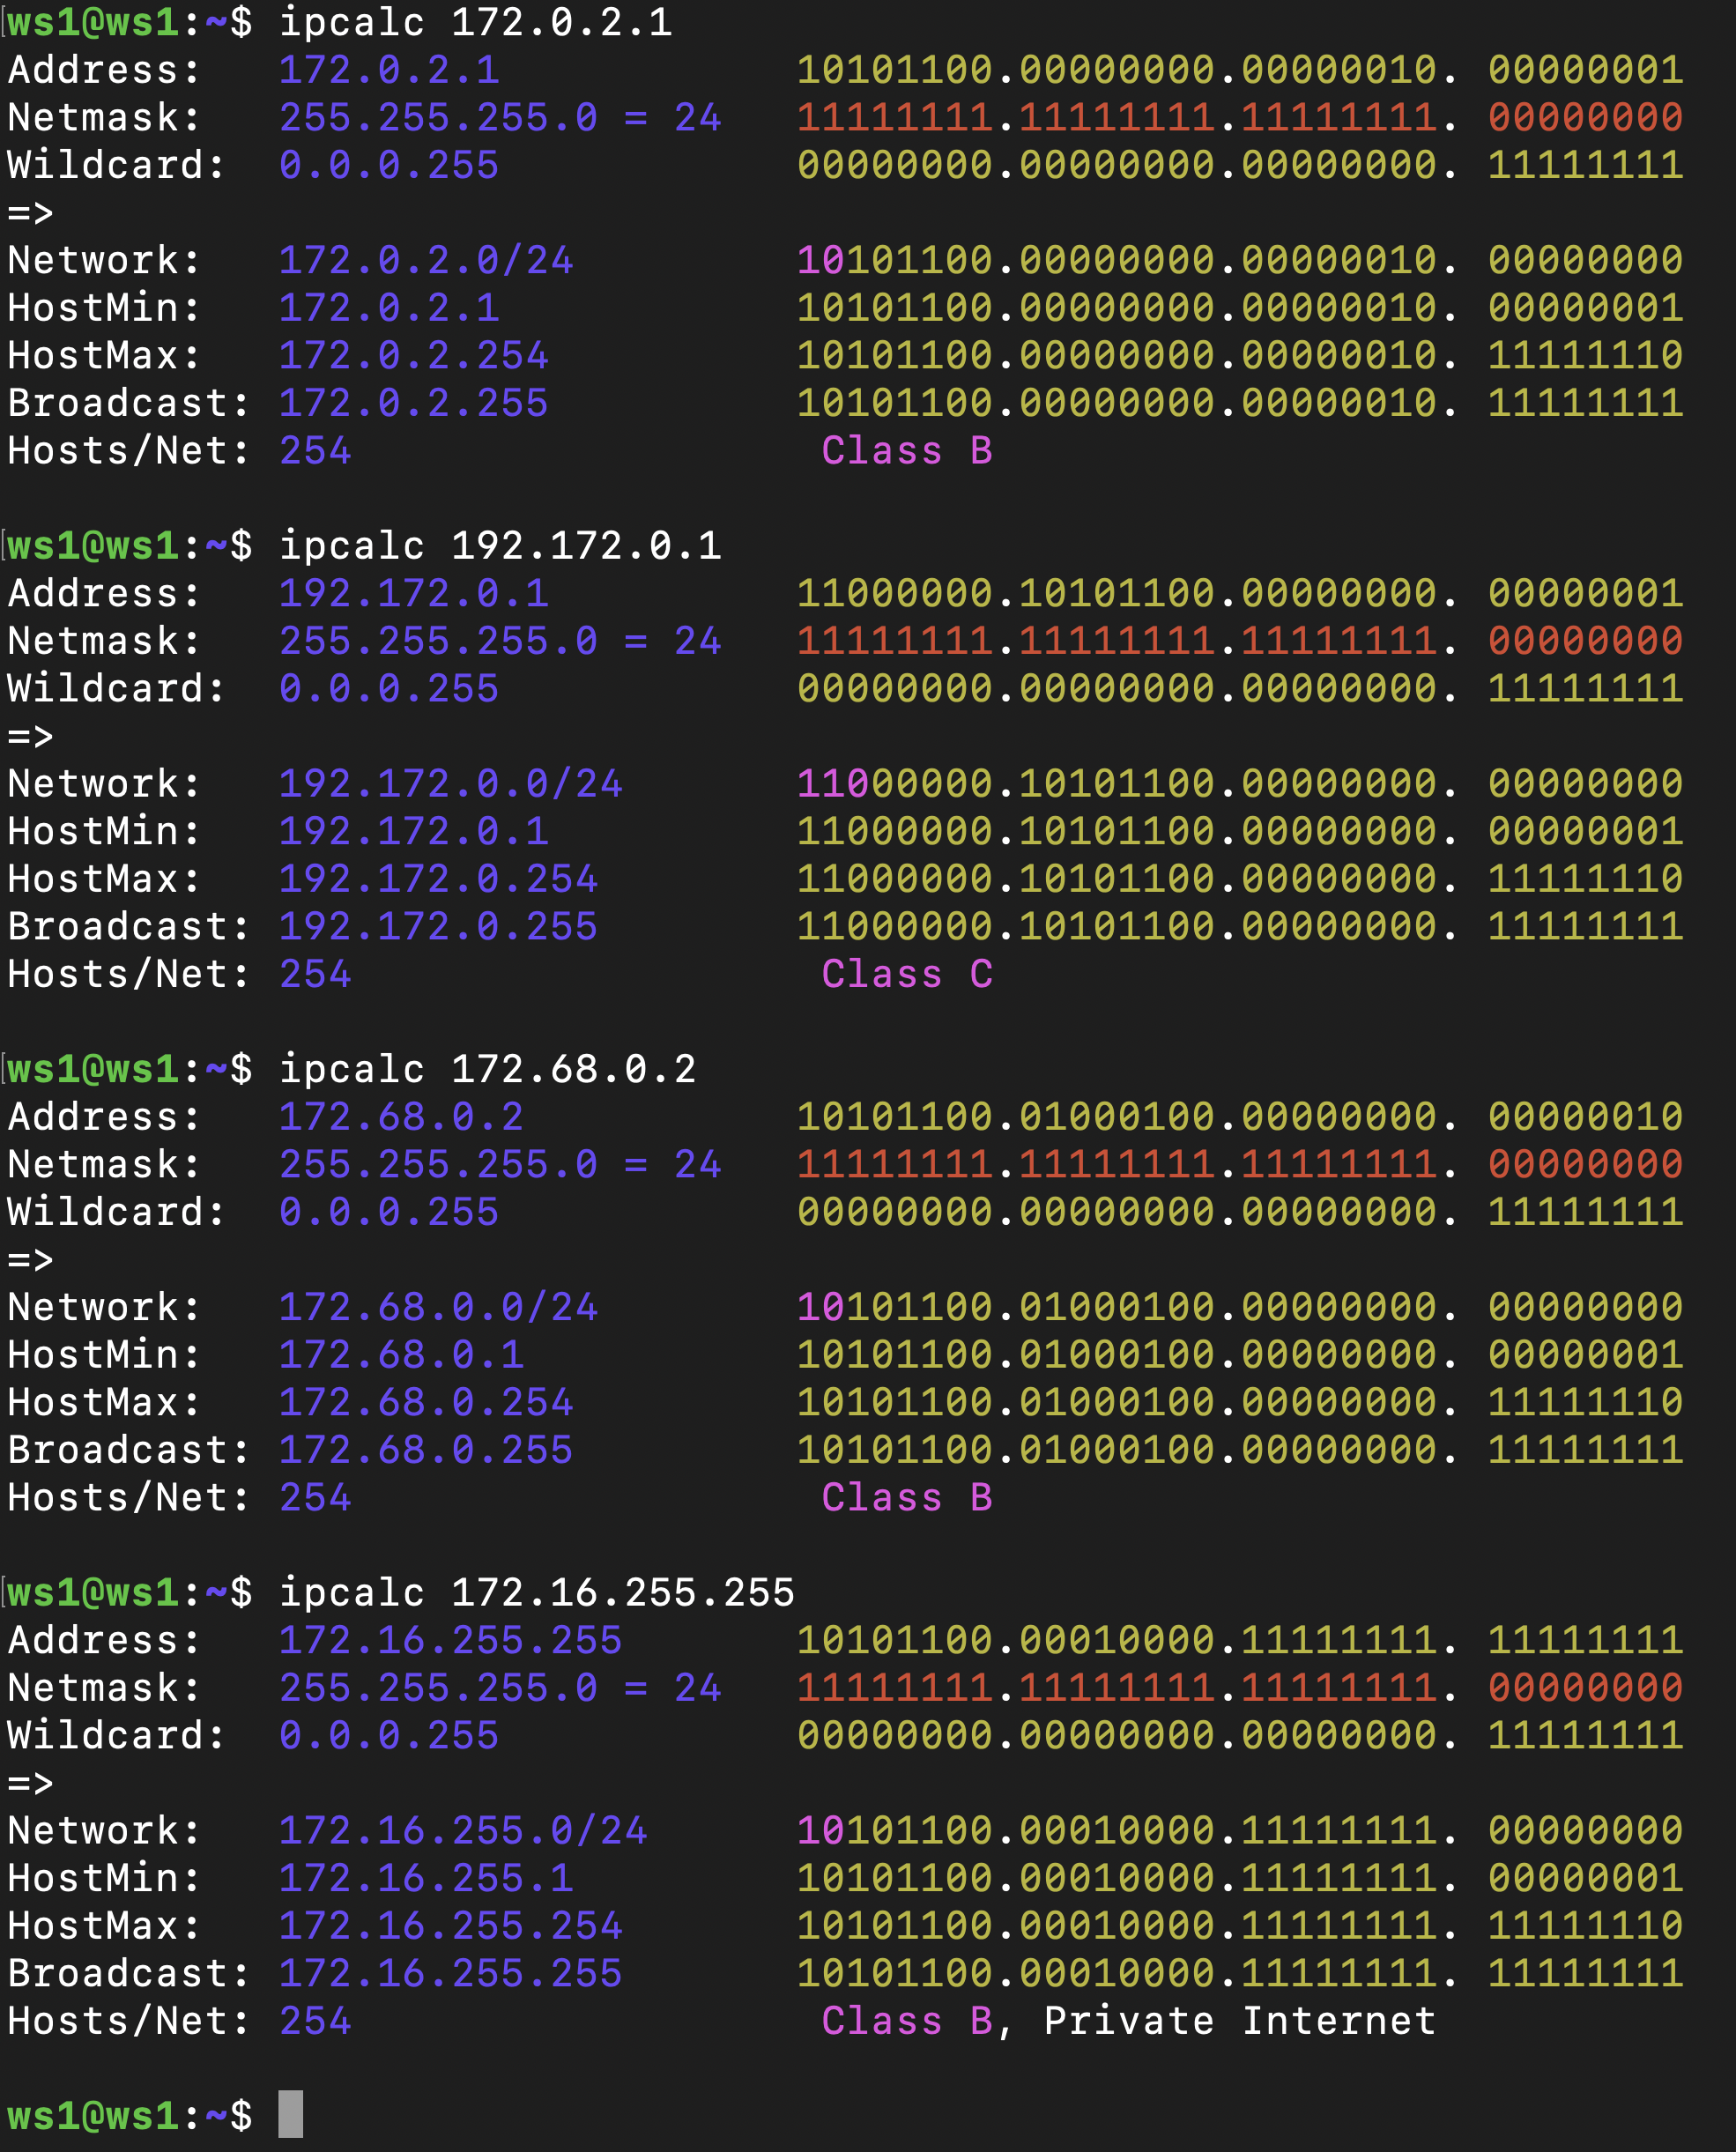 [ws1@ws1:~$ ipcalc 172.0.2.1
Address:   172.0.2.1            10101100.00000000.00000010. 00000001
Netmask:   255.255.255.0 = 24   11111111.11111111.11111111. 00000000
Wildcard:  0.0.0.255            00000000.00000000.00000000. 11111111
=>
Network:   172.0.2.0/24         10101100.00000000.00000010. 00000000
HostMin:   172.0.2.1            10101100.00000000.00000010. 00000001
HostMax:   172.0.2.254          10101100.00000000.00000010. 11111110
Broadcast: 172.0.2.255          10101100.00000000.00000010. 11111111
Hosts/Net: 254                   Class B
[ws1@ws1:~$ ipcalc 192.172.0.1
Address:   192.172.0.1          11000000.10101100.00000000. 00000001
Netmask:   255.255.255.0 = 24   11111111.11111111.11111111. 00000000
Wildcard:  0.0.0.255            00000000.00000000.00000000. 11111111
=>
Network:   192.172.0.0/24       11000000.10101100.00000000. 00000000
HostMin:   192.172.0.1          11000000.10101100.00000000. 00000001
HostMax:   192.172.0.254        11000000.10101100.00000000. 11111110
Broadcast: 192.172.0.255        11000000.10101100.00000000. 11111111
Hosts/Net: 254                   Class C
[ws1@ws1:~$ ipcalc 172.68.0.2
Address:   172.68.0.2           10101100.01000100.00000000. 00000010
Netmask:   255.255.255.0 = 24   11111111.11111111.11111111. 00000000
Wildcard:  0.0.0.255            00000000.00000000.00000000. 11111111
=>
Network:   172.68.0.0/24        10101100.01000100.00000000. 00000000
HostMin:   172.68.0.1           10101100.01000100.00000000. 00000001
HostMax:   172.68.0.254         10101100.01000100.00000000. 11111110
Broadcast: 172.68.0.255         10101100.01000100.00000000. 11111111
Hosts/Net: 254                   Class B
[ws1@ws1:~$ ipcalc 172.16.255.255
Address:   172.16.255.255       10101100.00010000.11111111. 11111111
Netmask:   255.255.255.0 = 24   11111111.11111111.11111111. 00000000
Wildcard:  0.0.0.255            00000000.00000000.00000000. 11111111
=>
Network:   172.16.255.0/24      10101100.00010000.11111111. 00000000
HostMin:   172.16.255.1         10101100.00010000.11111111. 00000001
HostMax:   172.16.255.254       10101100.00010000.11111111. 11111110
Broadcast: 172.16.255.255       10101100.00010000.11111111. 11111111
Hosts/Net: 254                   Class B, Private Internet
ws1@ws1:~$